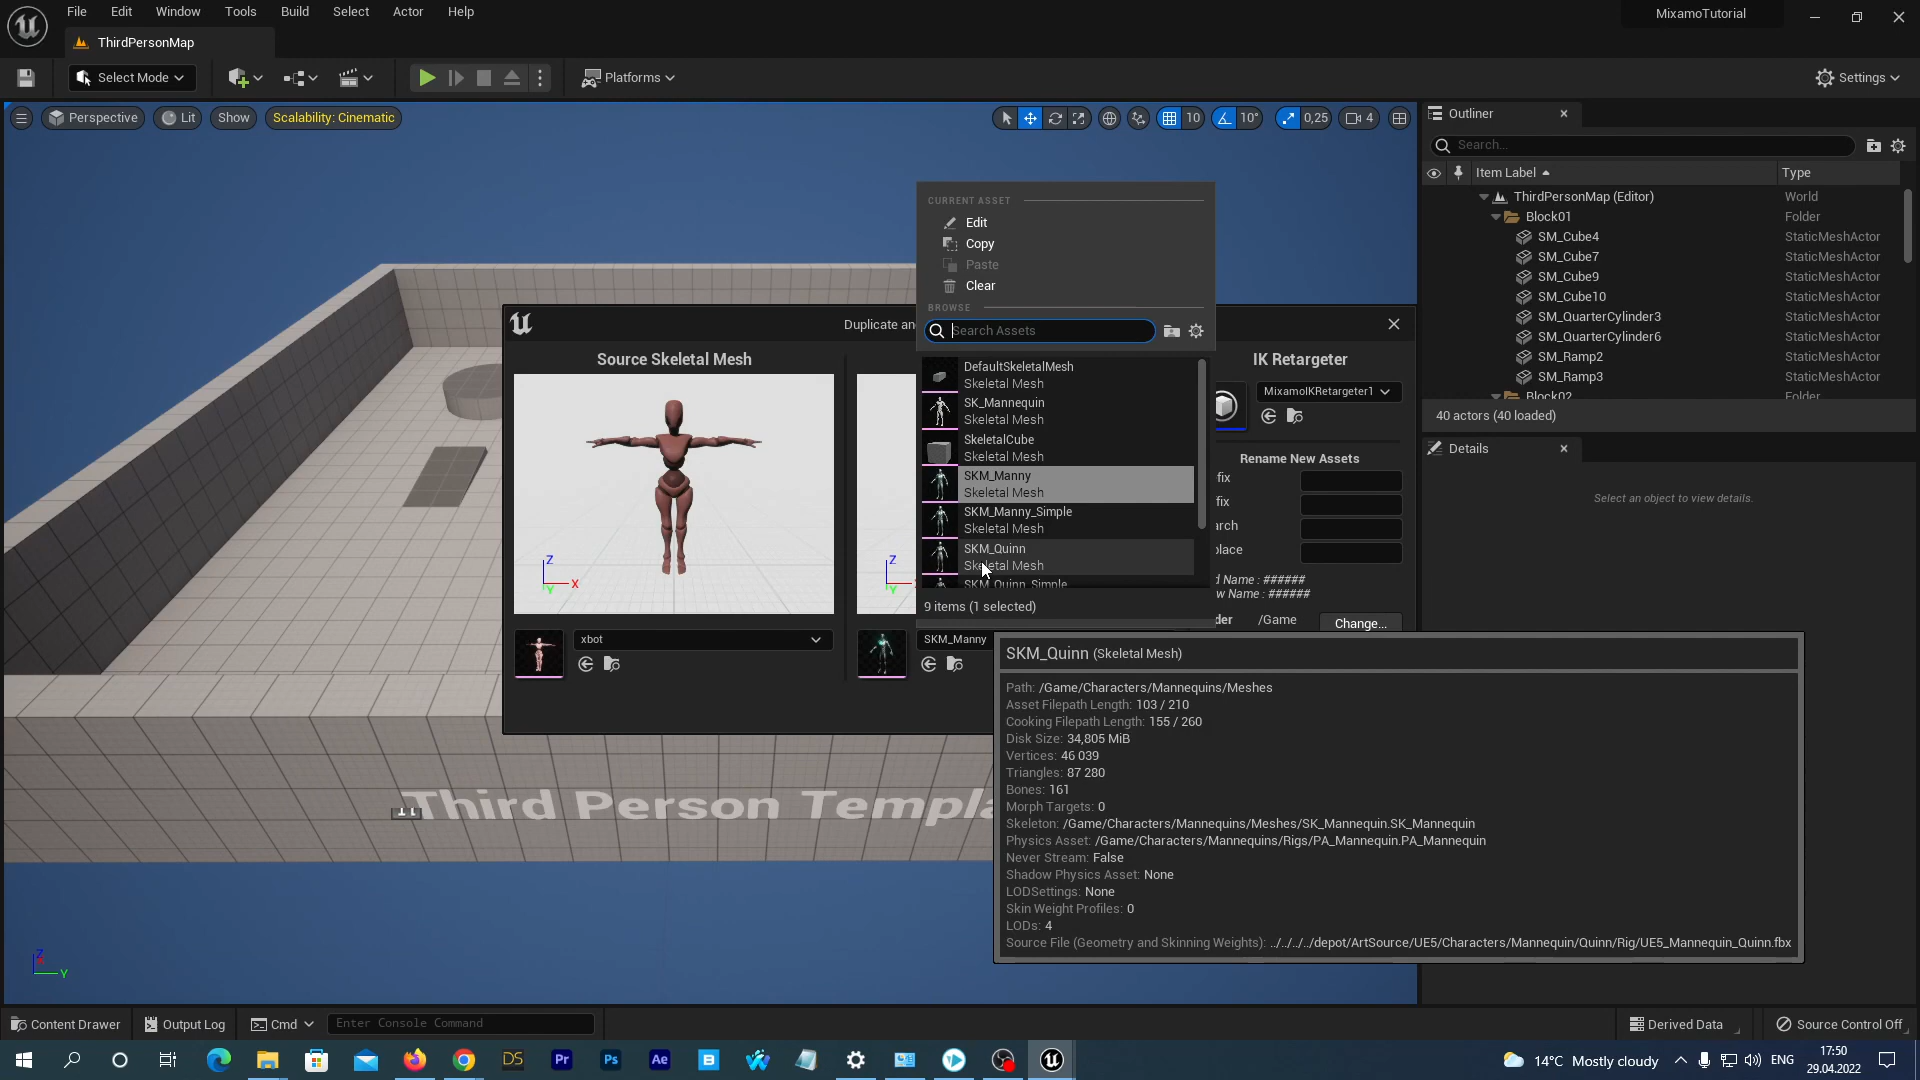 File Edit Window Tools Build Select Actor Help
MixamoTutorial
ThirdPersonMap
Select Mode
Platforms
Settings
Perspective
Lit
Show
Scalability: Cinematic
10
10°
0,25
4
Outliner
Search...
Item Label
Type
ThirdPersonMap (Editor) World
Block01 Folder
SM_Cube4 StaticMeshActor
SM_Cube7 StaticMeshActor
SM_Cube9 StaticMeshActor
SM_Cube10 StaticMeshActor
SM_QuarterCylinder3 StaticMeshActor
SM_QuarterCylinder6 StaticMeshActor
SM_Ramp2 StaticMeshActor
SM_Ramp3 StaticMeshActor
Block02 Folder
40 actors (40 loaded)
Details
Select an object to view details.
Duplicate an
Source Skeletal Mesh
Z
X
Y
xbot
Z
Y
SKM_Manny
CURRENT ASSET
Edit
Copy
Paste
Clear
BROWSE
Search Assets
DefaultSkeletalMesh
Skeletal Mesh
SK_Mannequin
Skeletal Mesh
SkeletalCube
Skeletal Mesh
SKM_Manny
Skeletal Mesh
SKM_Manny_Simple
Skeletal Mesh
SKM_Quinn
Skeletal Mesh
SKM_Quinn_Simple
9 items (1 selected)
IK Retargeter
MixamoIKRetargeter1
Rename New Assets
fix
fix
arch
place
d Name : ######
w Name : ######
der /Game
Change...
SKM_Quinn (Skeletal Mesh)
Path: /Game/Characters/Mannequins/Meshes
Asset Filepath Length: 103 / 210
Cooking Filepath Length: 155 / 260
Disk Size: 34,805 MiB
Vertices: 46 039
Triangles: 87 280
Bones: 161
Morph Targets: 0
Skeleton: /Game/Characters/Mannequins/Meshes/SK_Mannequin.SK_Mannequin
Physics Asset: /Game/Characters/Mannequins/Rigs/PA_Mannequin.PA_Mannequin
Never Stream: False
Shadow Physics Asset: None
LODSettings: None
Skin Weight Profiles: 0
LODs: 4
Source File (Geometry and Skinning Weights): ../../../../depot/ArtSource/UE5/Characters/Mannequin/Quinn/Rig/UE5_Mannequin_Quinn.fbx
Third Person Templa
Z
Y
Content Drawer
Output Log
Cmd
Enter Console Command
Derived Data
Source Control Off
DS
Pr
Ps
Ae
14°C Mostly cloudy
ENG
17:50
29.04.2022